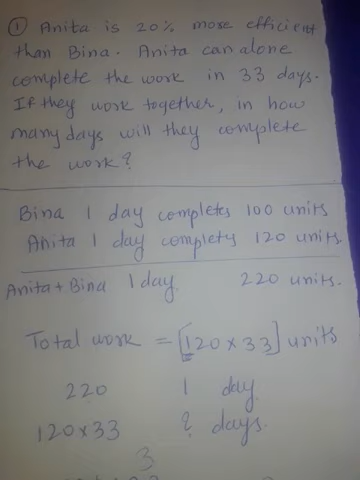 ① Anita is 20% more efficient
than Bina. Anita can alone
complete the work in 33 days.
If they work together, in how
many days will they complete
the work?
Bina 1 day completes 100 units
Anita 1 day completes 120 units.
Anita + Bina 1 day. 220 units.
Total work = [120 × 33] units
220 1 day
120 × 33 ? days.
3